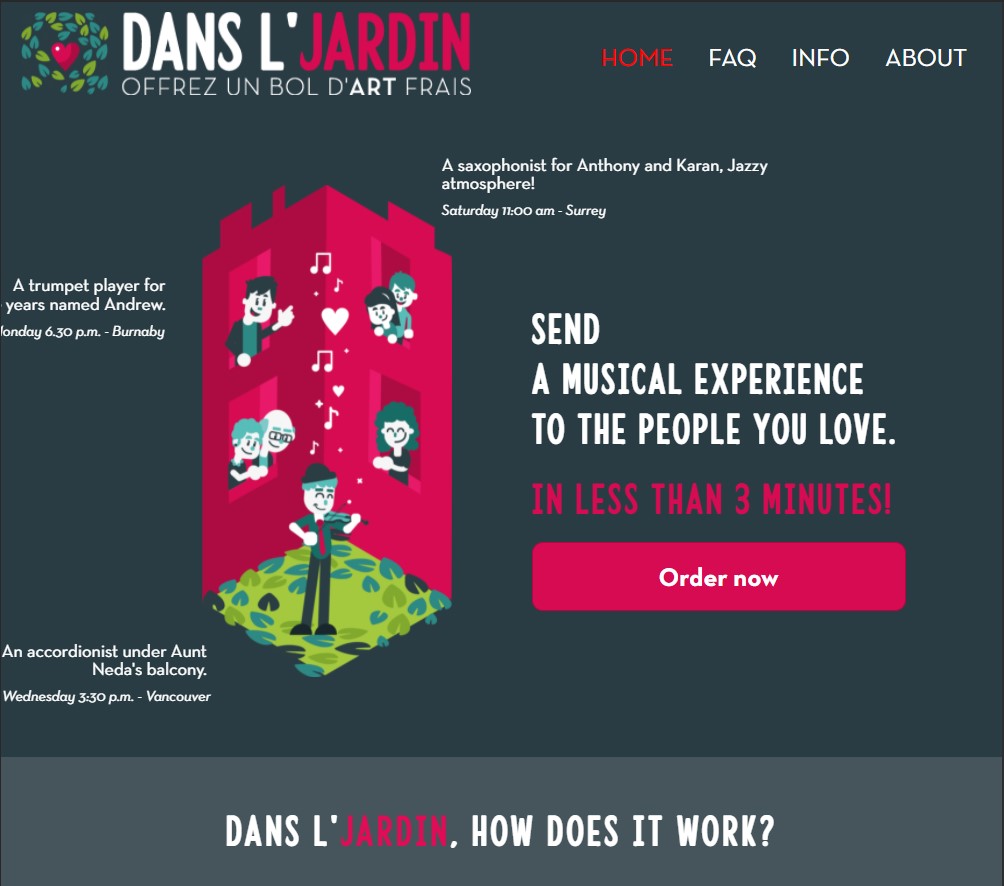 DANS L'JARDIN
OFFREZ UN BOL D'ART FRAIS
HOME FAQ INFO ABOUT
A saxophonist for Anthony and Karan, Jazzy
atmosphere!
Saturday 11:00 am - Surrey
A trumpet player for
years named Andrew.
6.30 p.m. - Burnaby
SEND
A MUSICAL EXPERIENCE
TO THE PEOPLE YOU LOVE.
IN LESS THAN 3 MINUTES!
Order now
An accordionist under Aunt
Neda's balcony.
Wednesday 3:30 p.m. - Vancouver
DANS L'JARDIN, HOW DOES IT WORK?